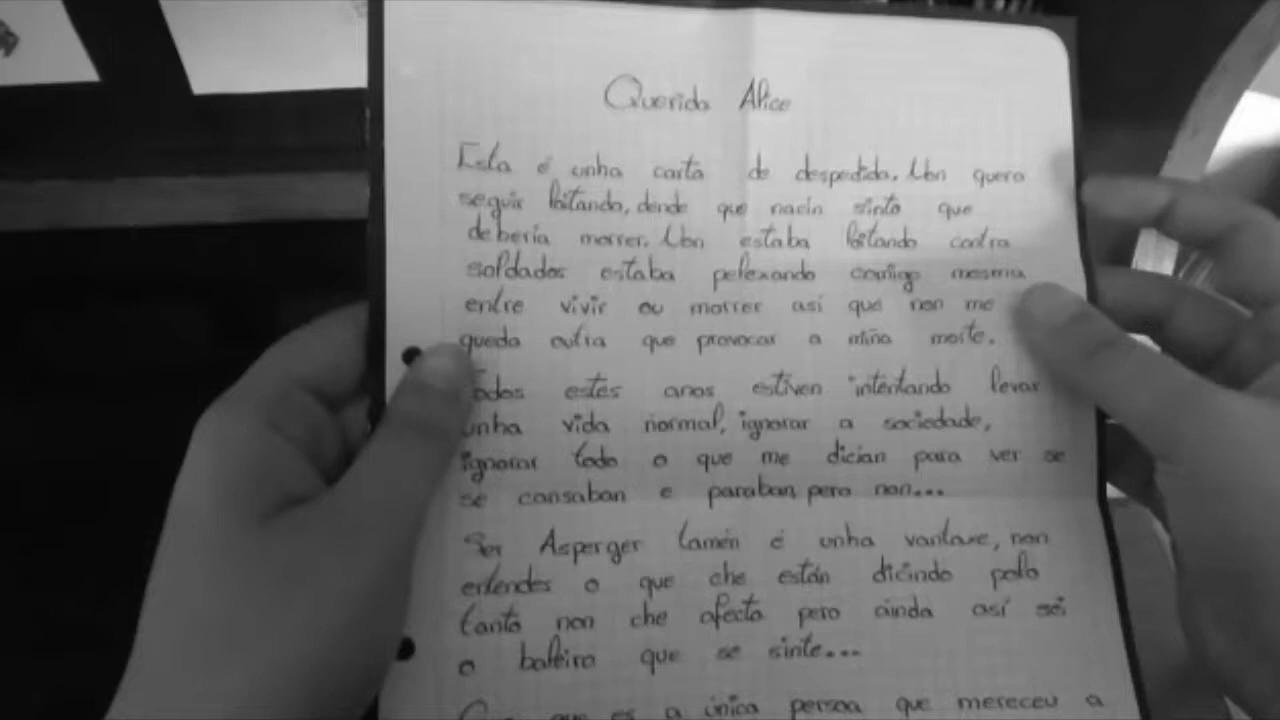 Querida Alice
Esta é unha carta de despedida. Non quero
seguir loitando, dende que nacín sinto que
debería morrer. Non estaba loitando contra
soldados estaba pelexando comigo mesma
entre vivir ou morrer así que non me
queda outra que provocar a miña morte.
Todos estes anos estiven intentando levar
unha vida normal, ignorar a sociedade,
ignorar todo o que me dician para ver se
se cansaban e paraban, pero non...
Ser Asperger tamén é unha vantaxe, non
entendes o que che están dicindo polo
tanto non che afecta pero ainda así sei
o baleiro que se sinte...
que es a única persoa que mereceu a